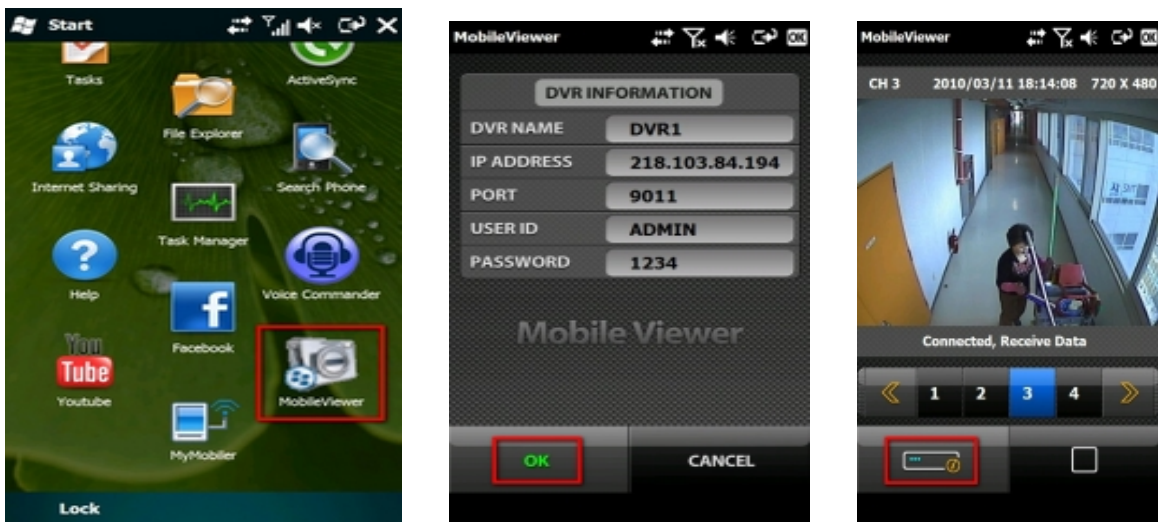 Start
Tasks
ActiveSync
File Explorer
Internet Sharing
Search Phone
Task Manager
Help
Voice Commander
Facebook
You
Tube
Youtube
MobileViewer
MyMobiler
Lock
MobileViewer
OK
DVR INFORMATION
DVR NAME DVR1
IP ADDRESS 218.103.84.194
PORT 9011
USER ID ADMIN
PASSWORD 1234
Mobile Viewer
OK CANCEL
MobileViewer
OK
CH 3 2010/03/11 18:14:08 720 X 480
Connected, Receive Data
1 2 3 4